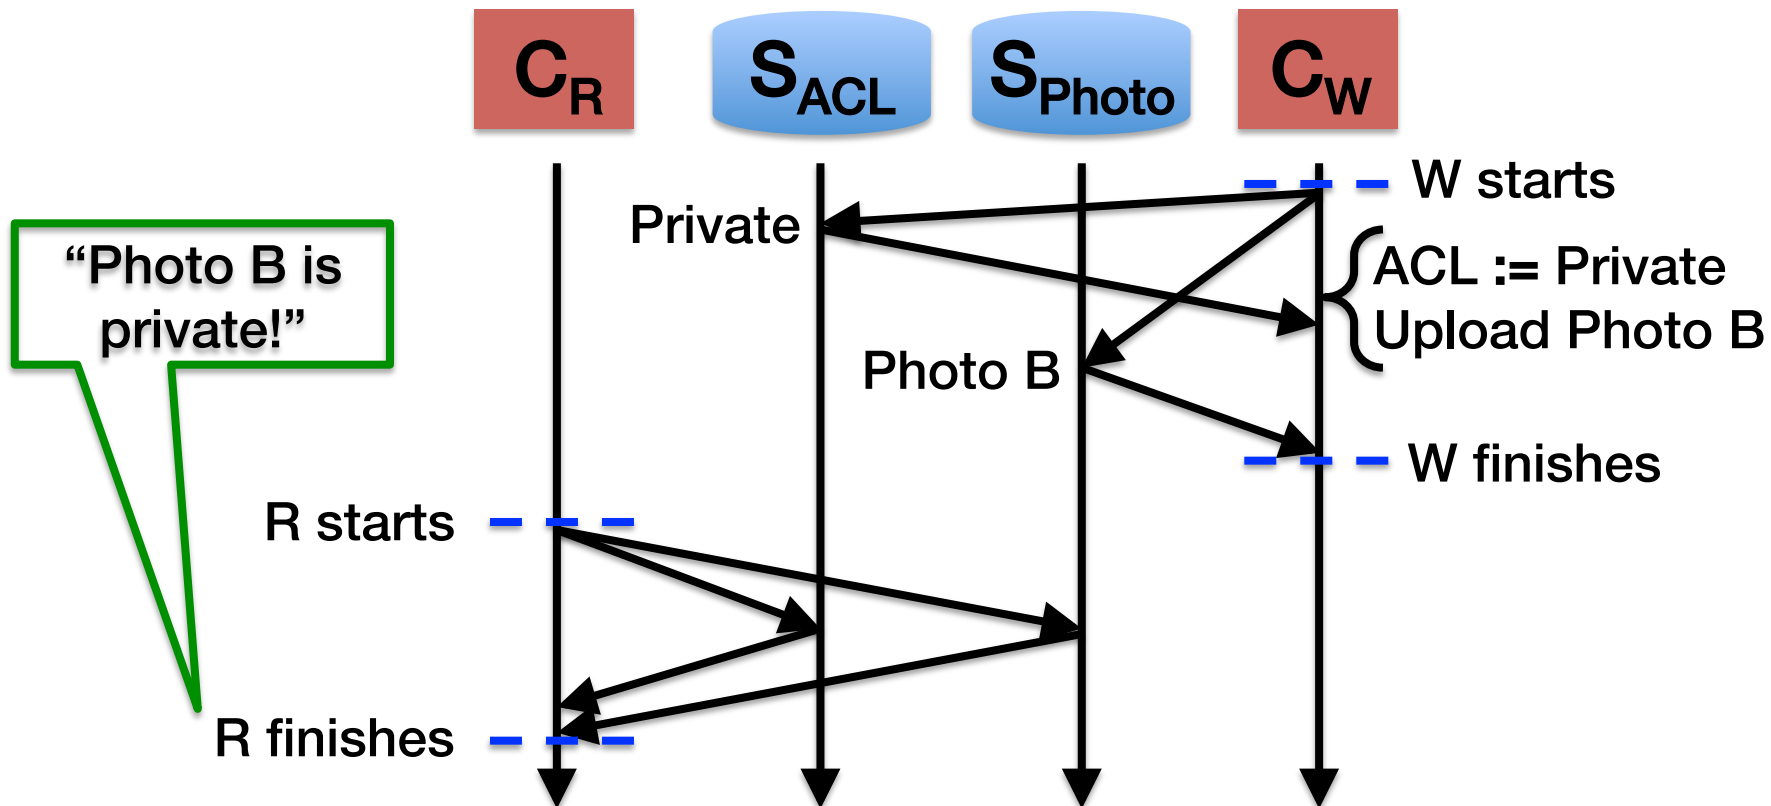 C_R S_ACL S_Photo C_W
W starts
Private
ACL := Private
Upload Photo B
“Photo B is
private!”
Photo B
W finishes
R starts
R finishes